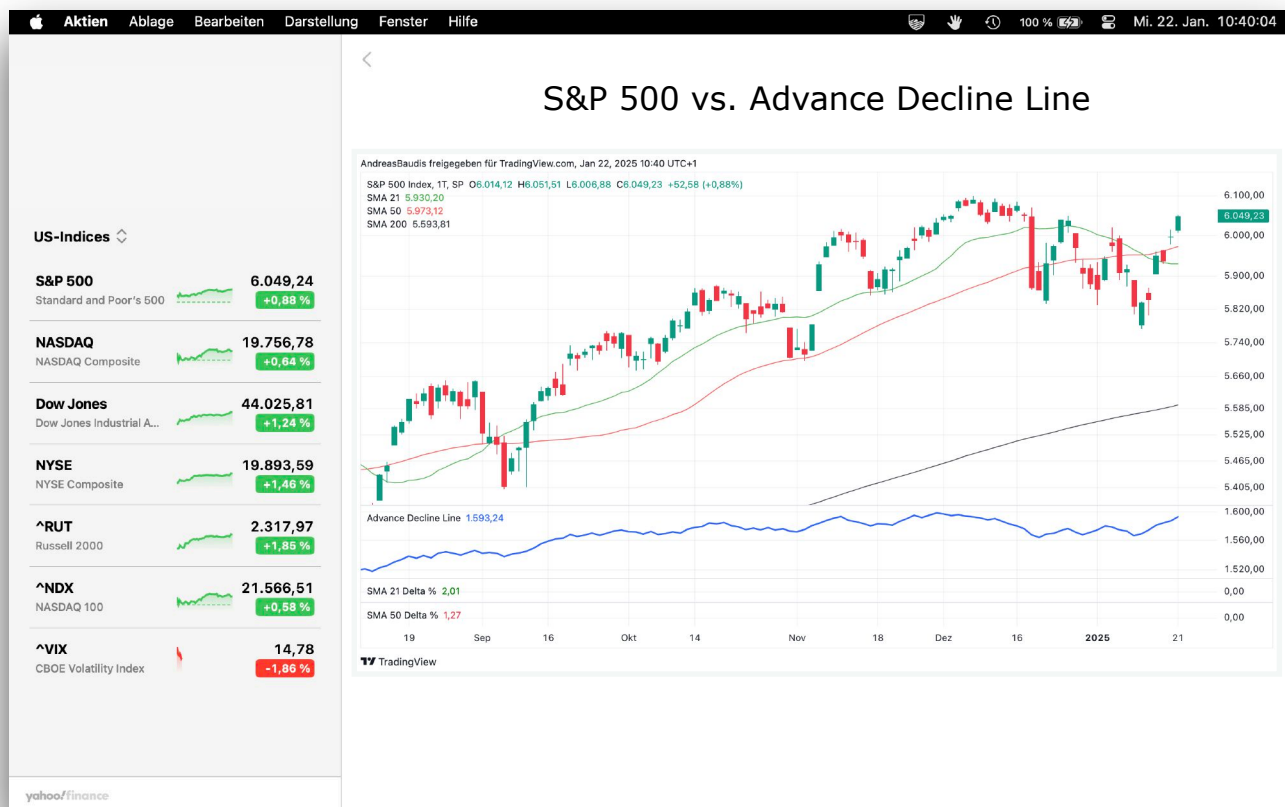 Aktien Ablage Bearbeiten Darstellung Fenster Hilfe 100 % Mi. 22. Jan. 10:40:04
US-Indices
S&P 500 6.049,24
Standard and Poor's 500 +0,88 %
NASDAQ 19.756,78
NASDAQ Composite +0,64 %
Dow Jones 44.025,81
Dow Jones Industrial A... +1,24 %
NYSE 19.893,59
NYSE Composite +1,46 %
^RUT 2.317,97
Russell 2000 +1,85 %
^NDX 21.566,51
NASDAQ 100 +0,58 %
^VIX 14,78
CBOE Volatility Index -1,86 %
yahoo!finance
S&P 500 vs. Advance Decline Line
AndreasBaudis freigegeben für TradingView.com, Jan 22, 2025 10:40 UTC+1
S&P 500 Index, 1T, SP O6.014,12 H6.051,51 L6.006,88 C6.049,23 +52,58 (+0,88%)
SMA 21 5.930,20
SMA 50 5.973,12
SMA 200 5.593,81
6.100,00
6.049,23
6.000,00
5.900,00
5.820,00
5.740,00
5.660,00
5.585,00
5.525,00
5.465,00
5.405,00
Advance Decline Line 1.593,24
1.600,00
1.560,00
1.520,00
SMA 21 Delta % 2,01 0,00
SMA 50 Delta % 1,27 0,00
19 Sep 16 Okt 14 Nov 18 Dez 16 2025 21
TradingView